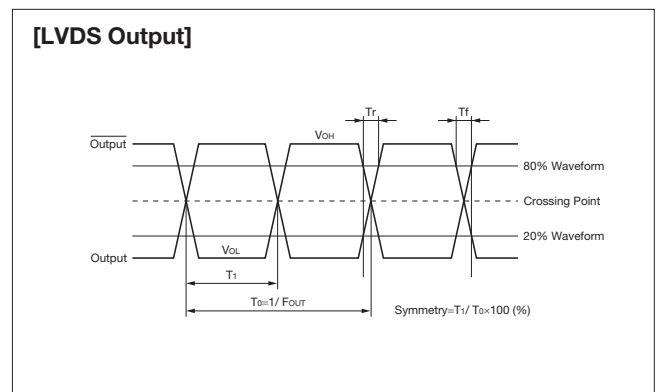 [LVDS Output]
Tr
Tf
Output
VOH
80% Waveform
Crossing Point
20% Waveform
Output
VOL
T1
T0=1/ FOUT
Symmetry=T1/ T0×100 (%)